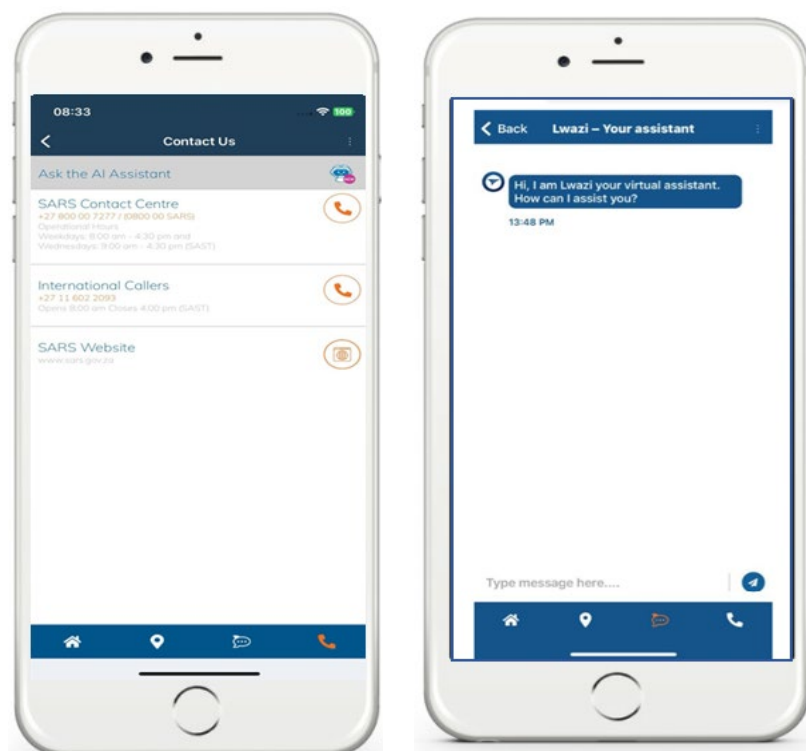 08:33
100
Contact Us
Ask the AI Assistant
SARS Contact Centre
+27 800 00 7277 / (0800 00 SARS)
Operational Hours
Weekdays: 8:00 am - 4:30 pm and
Wednesdays: 9:00 am - 4:30 pm (SAST)
International Callers
+27 11 602 2093
Opens 8:00 am Closes 4:00 pm (SAST)
SARS Website
www.sars.gov.za
Back
Lwazi – Your assistant
Hi, I am Lwazi your virtual assistant.
How can I assist you?
13:48 PM
Type message here....